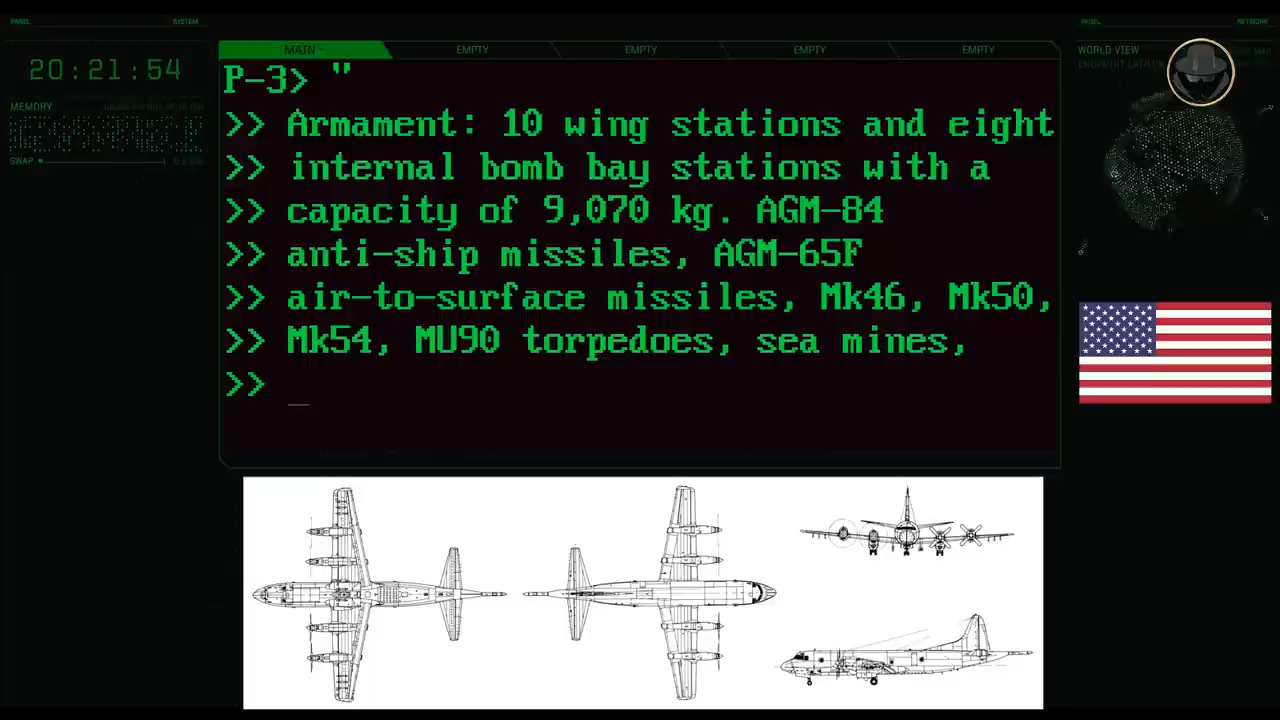 PANEL
SYSTEM
PANEL
NETWORK
MAIN -
EMPTY
EMPTY
EMPTY
EMPTY
20:21:54
MEMORY
SWAP
WORLD VIEW
P-3> "
>> Armament: 10 wing stations and eight
>> internal bomb bay stations with a
>> capacity of 9,070 kg. AGM-84
>> anti-ship missiles, AGM-65F
>> air-to-surface missiles, Mk46, Mk50,
>> Mk54, MU90 torpedoes, sea mines,
>> _